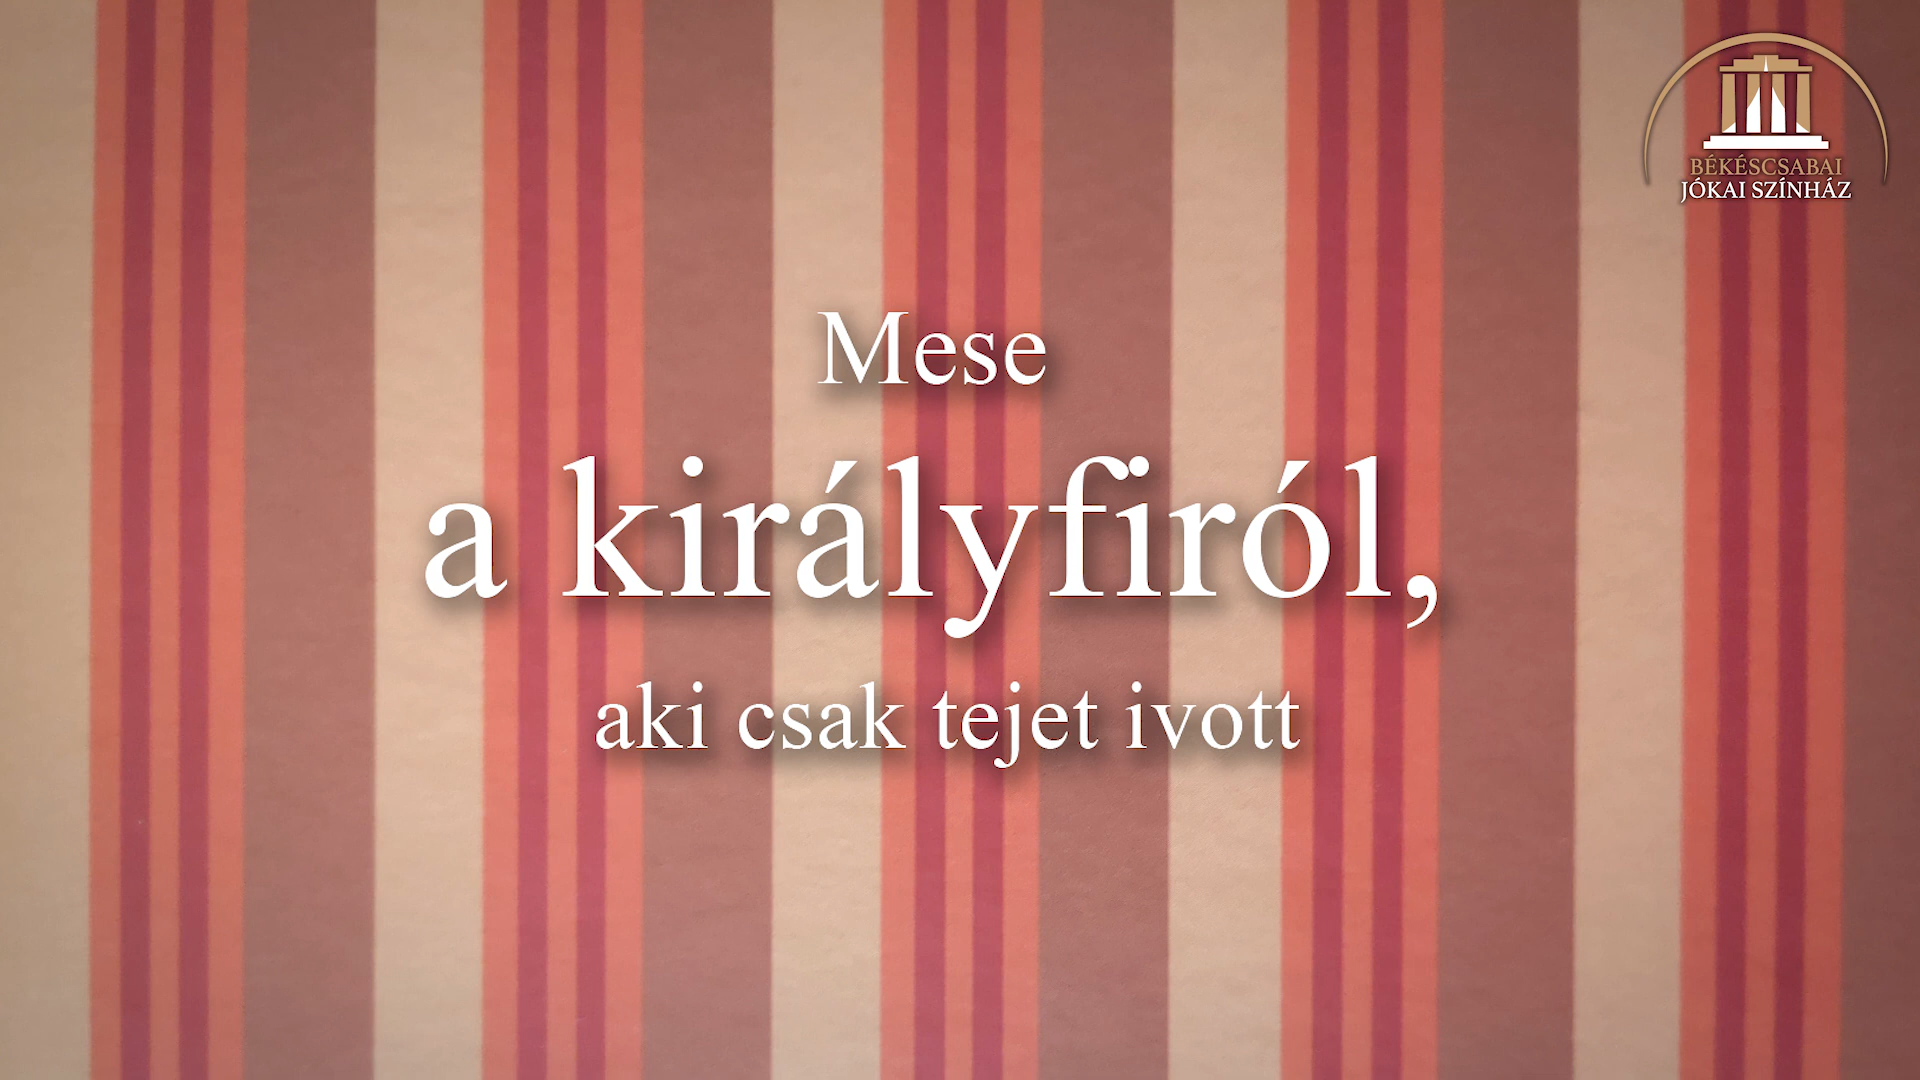 BÉKÉSCSABAI
JÓKAI SZÍNHÁZ
Mese
a királyfiról,
aki csak tejet ivott